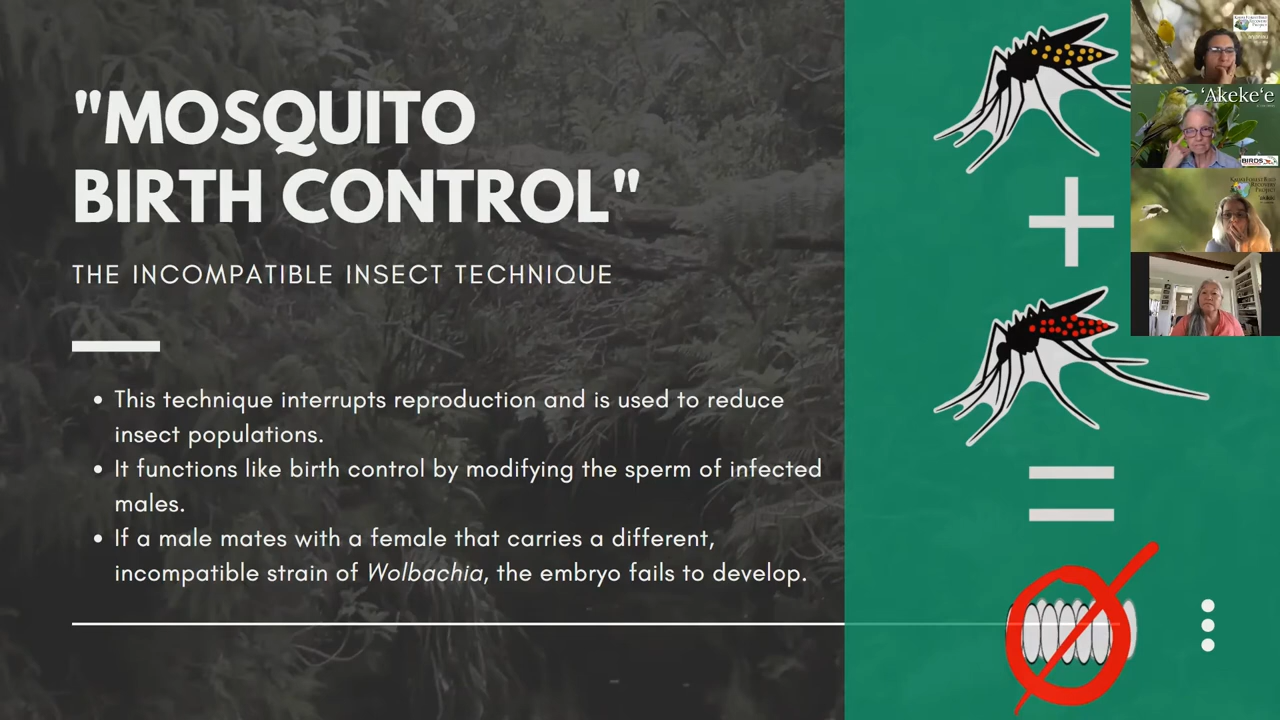 "MOSQUITO
BIRTH CONTROL"
THE INCOMPATIBLE INSECT TECHNIQUE
• This technique interrupts reproduction and is used to reduce
insect populations.
• It functions like birth control by modifying the sperm of infected
males.
• If a male mates with a female that carries a different,
incompatible strain of Wolbachia, the embryo fails to develop.
ʻAkekeʻe
BIRDS